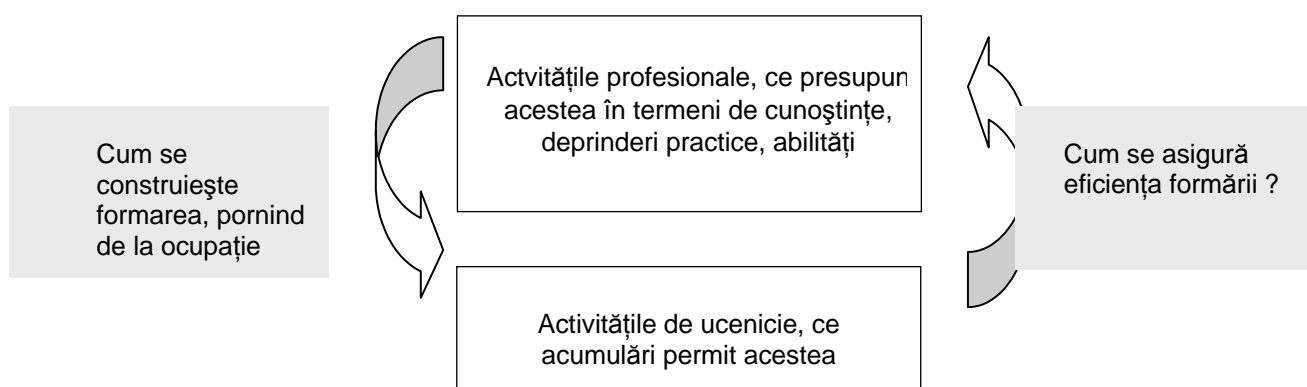 Actvitățile profesionale, ce presupun
acestea în termeni de cunoştințe,
deprinderi practice, abilități
Cum se
construieşte
formarea, pornind
de la ocupație
Cum se asigură
eficiența formării ?
Activitățile de ucenicie, ce
acumulări permit acestea